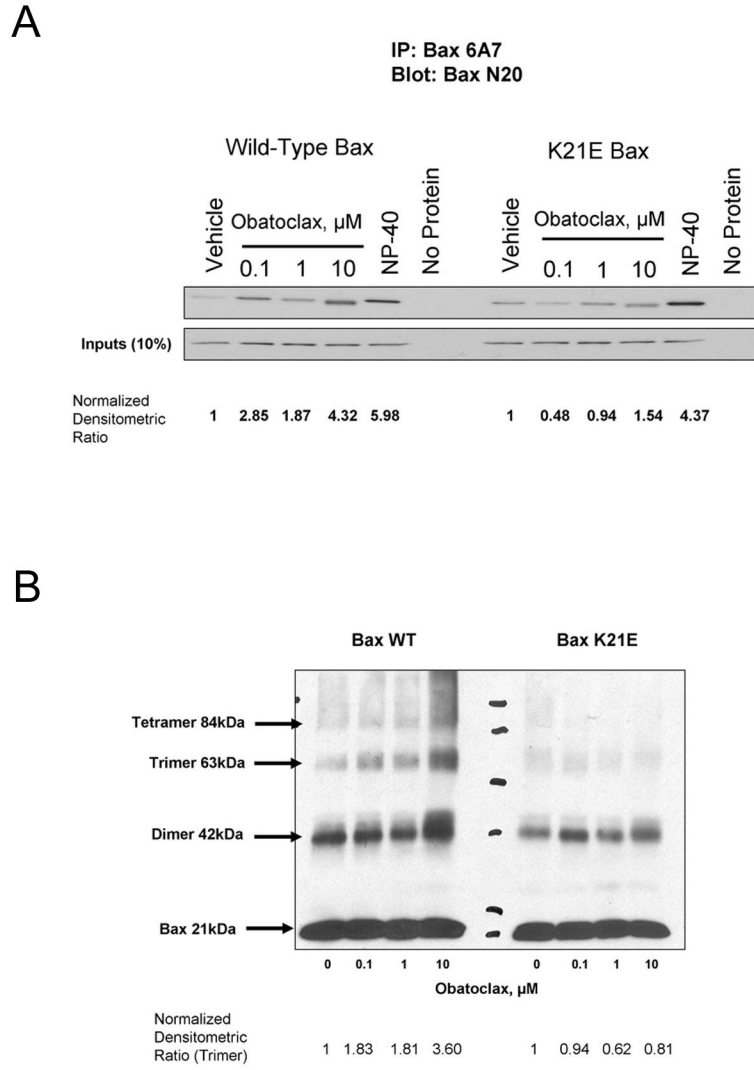 A
IP: Bax 6A7
Blot: Bax N20
Wild-Type Bax
K21E Bax
Vehicle
Obatoclax, µM
0.1 1 10
NP-40
No Protein
Vehicle
Obatoclax, µM
0.1 1 10
NP-40
No Protein
Inputs (10%)
Normalized
Densitometric
Ratio
1 2.85 1.87 4.32 5.98 1 0.48 0.94 1.54 4.37
B
Bax WT
Bax K21E
Tetramer 84kDa
Trimer 63kDa
Dimer 42kDa
Bax 21kDa
0 0.1 1 10 0 0.1 1 10
Obatoclax, µM
Normalized
Densitometric
Ratio (Trimer)
1 1.83 1.81 3.60 1 0.94 0.62 0.81